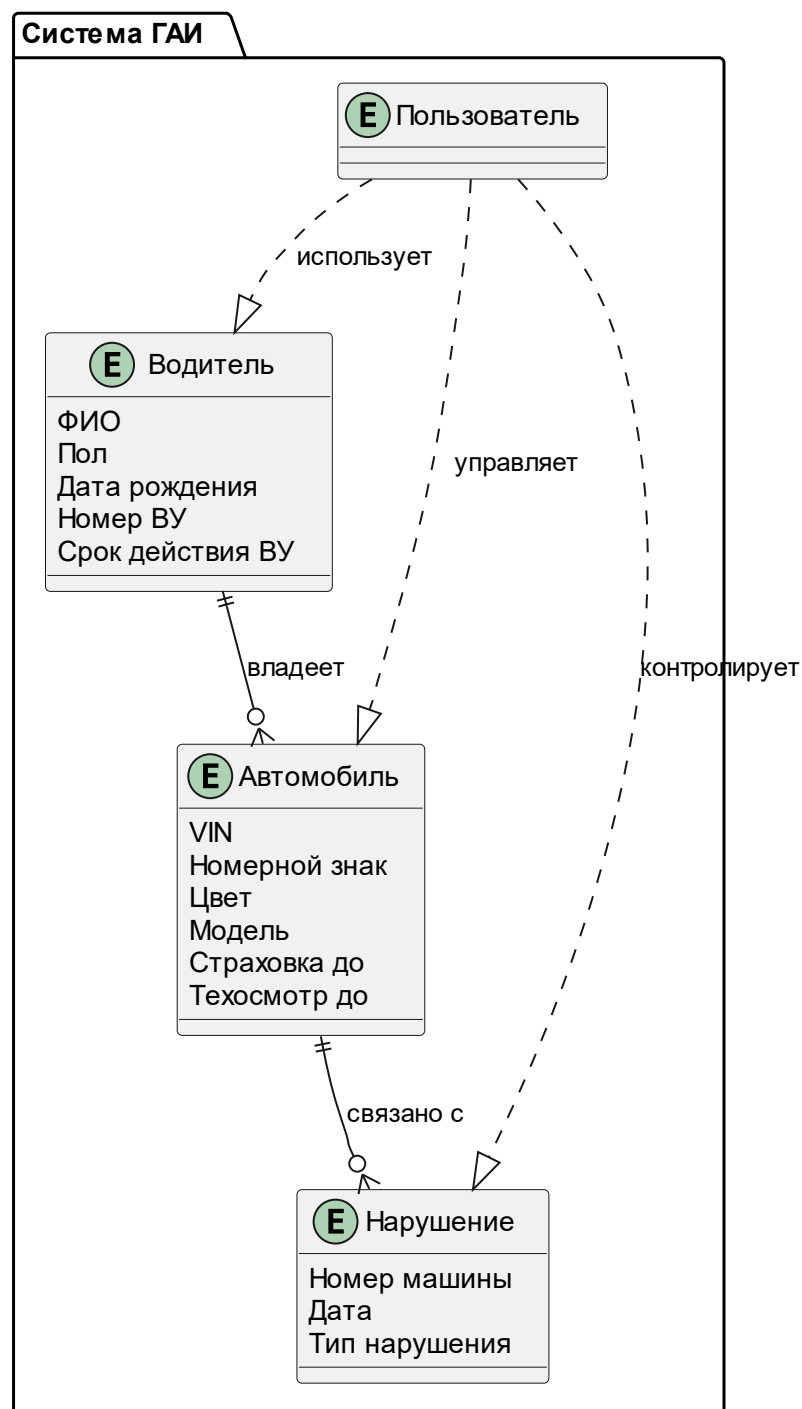 Система ГАИ
E Пользователь
использует
E Водитель
ФИО
Пол
Дата рождения
Номер ВУ
Срок действия ВУ
управляет
владеет
контролирует
E Автомобиль
VIN
Номерной знак
Цвет
Модель
Страховка до
Техосмотр до
связано с
E Нарушение
Номер машины
Дата
Тип нарушения